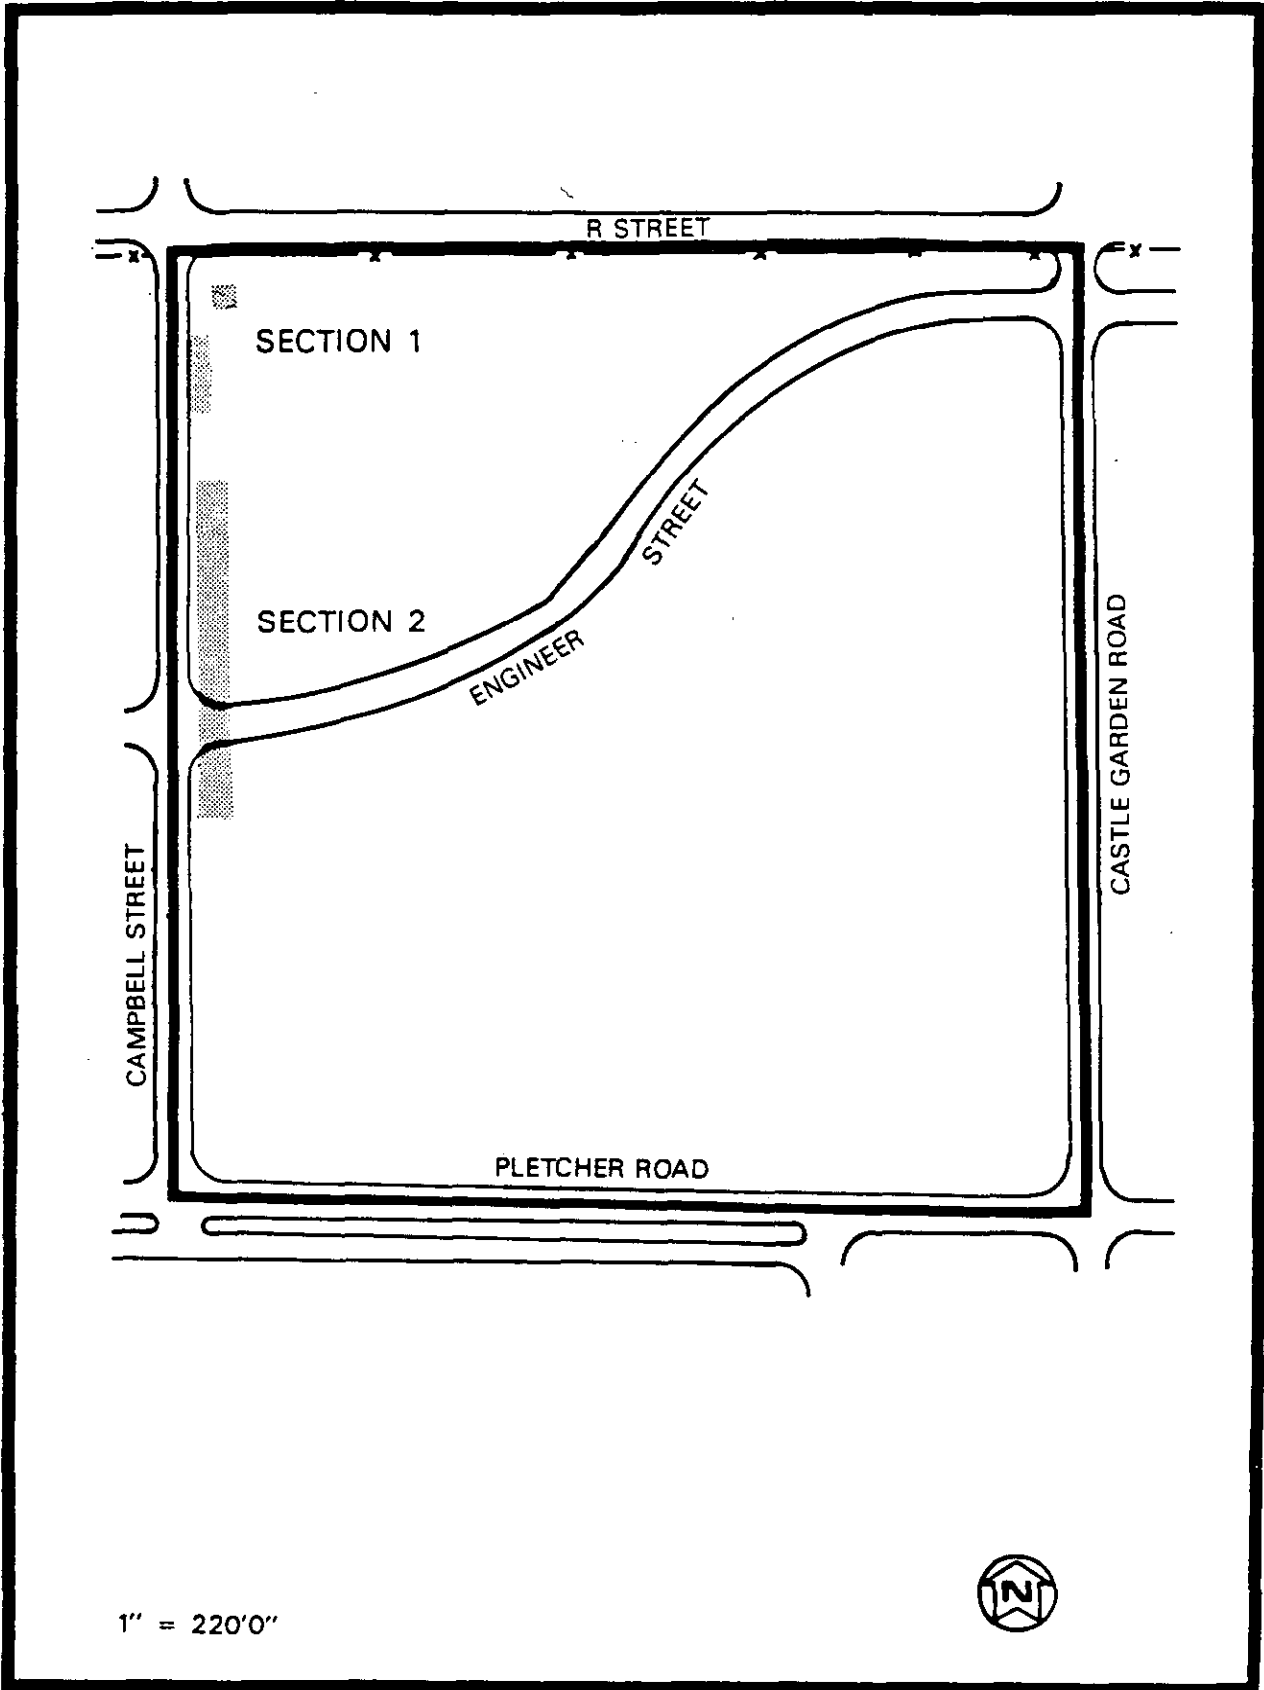 R STREET
SECTION 1
STREET
SECTION 2
ENGINEER
CASTLE GARDEN ROAD
CAMPBELL STREET
PLETCHER ROAD
N
1" = 220'0"